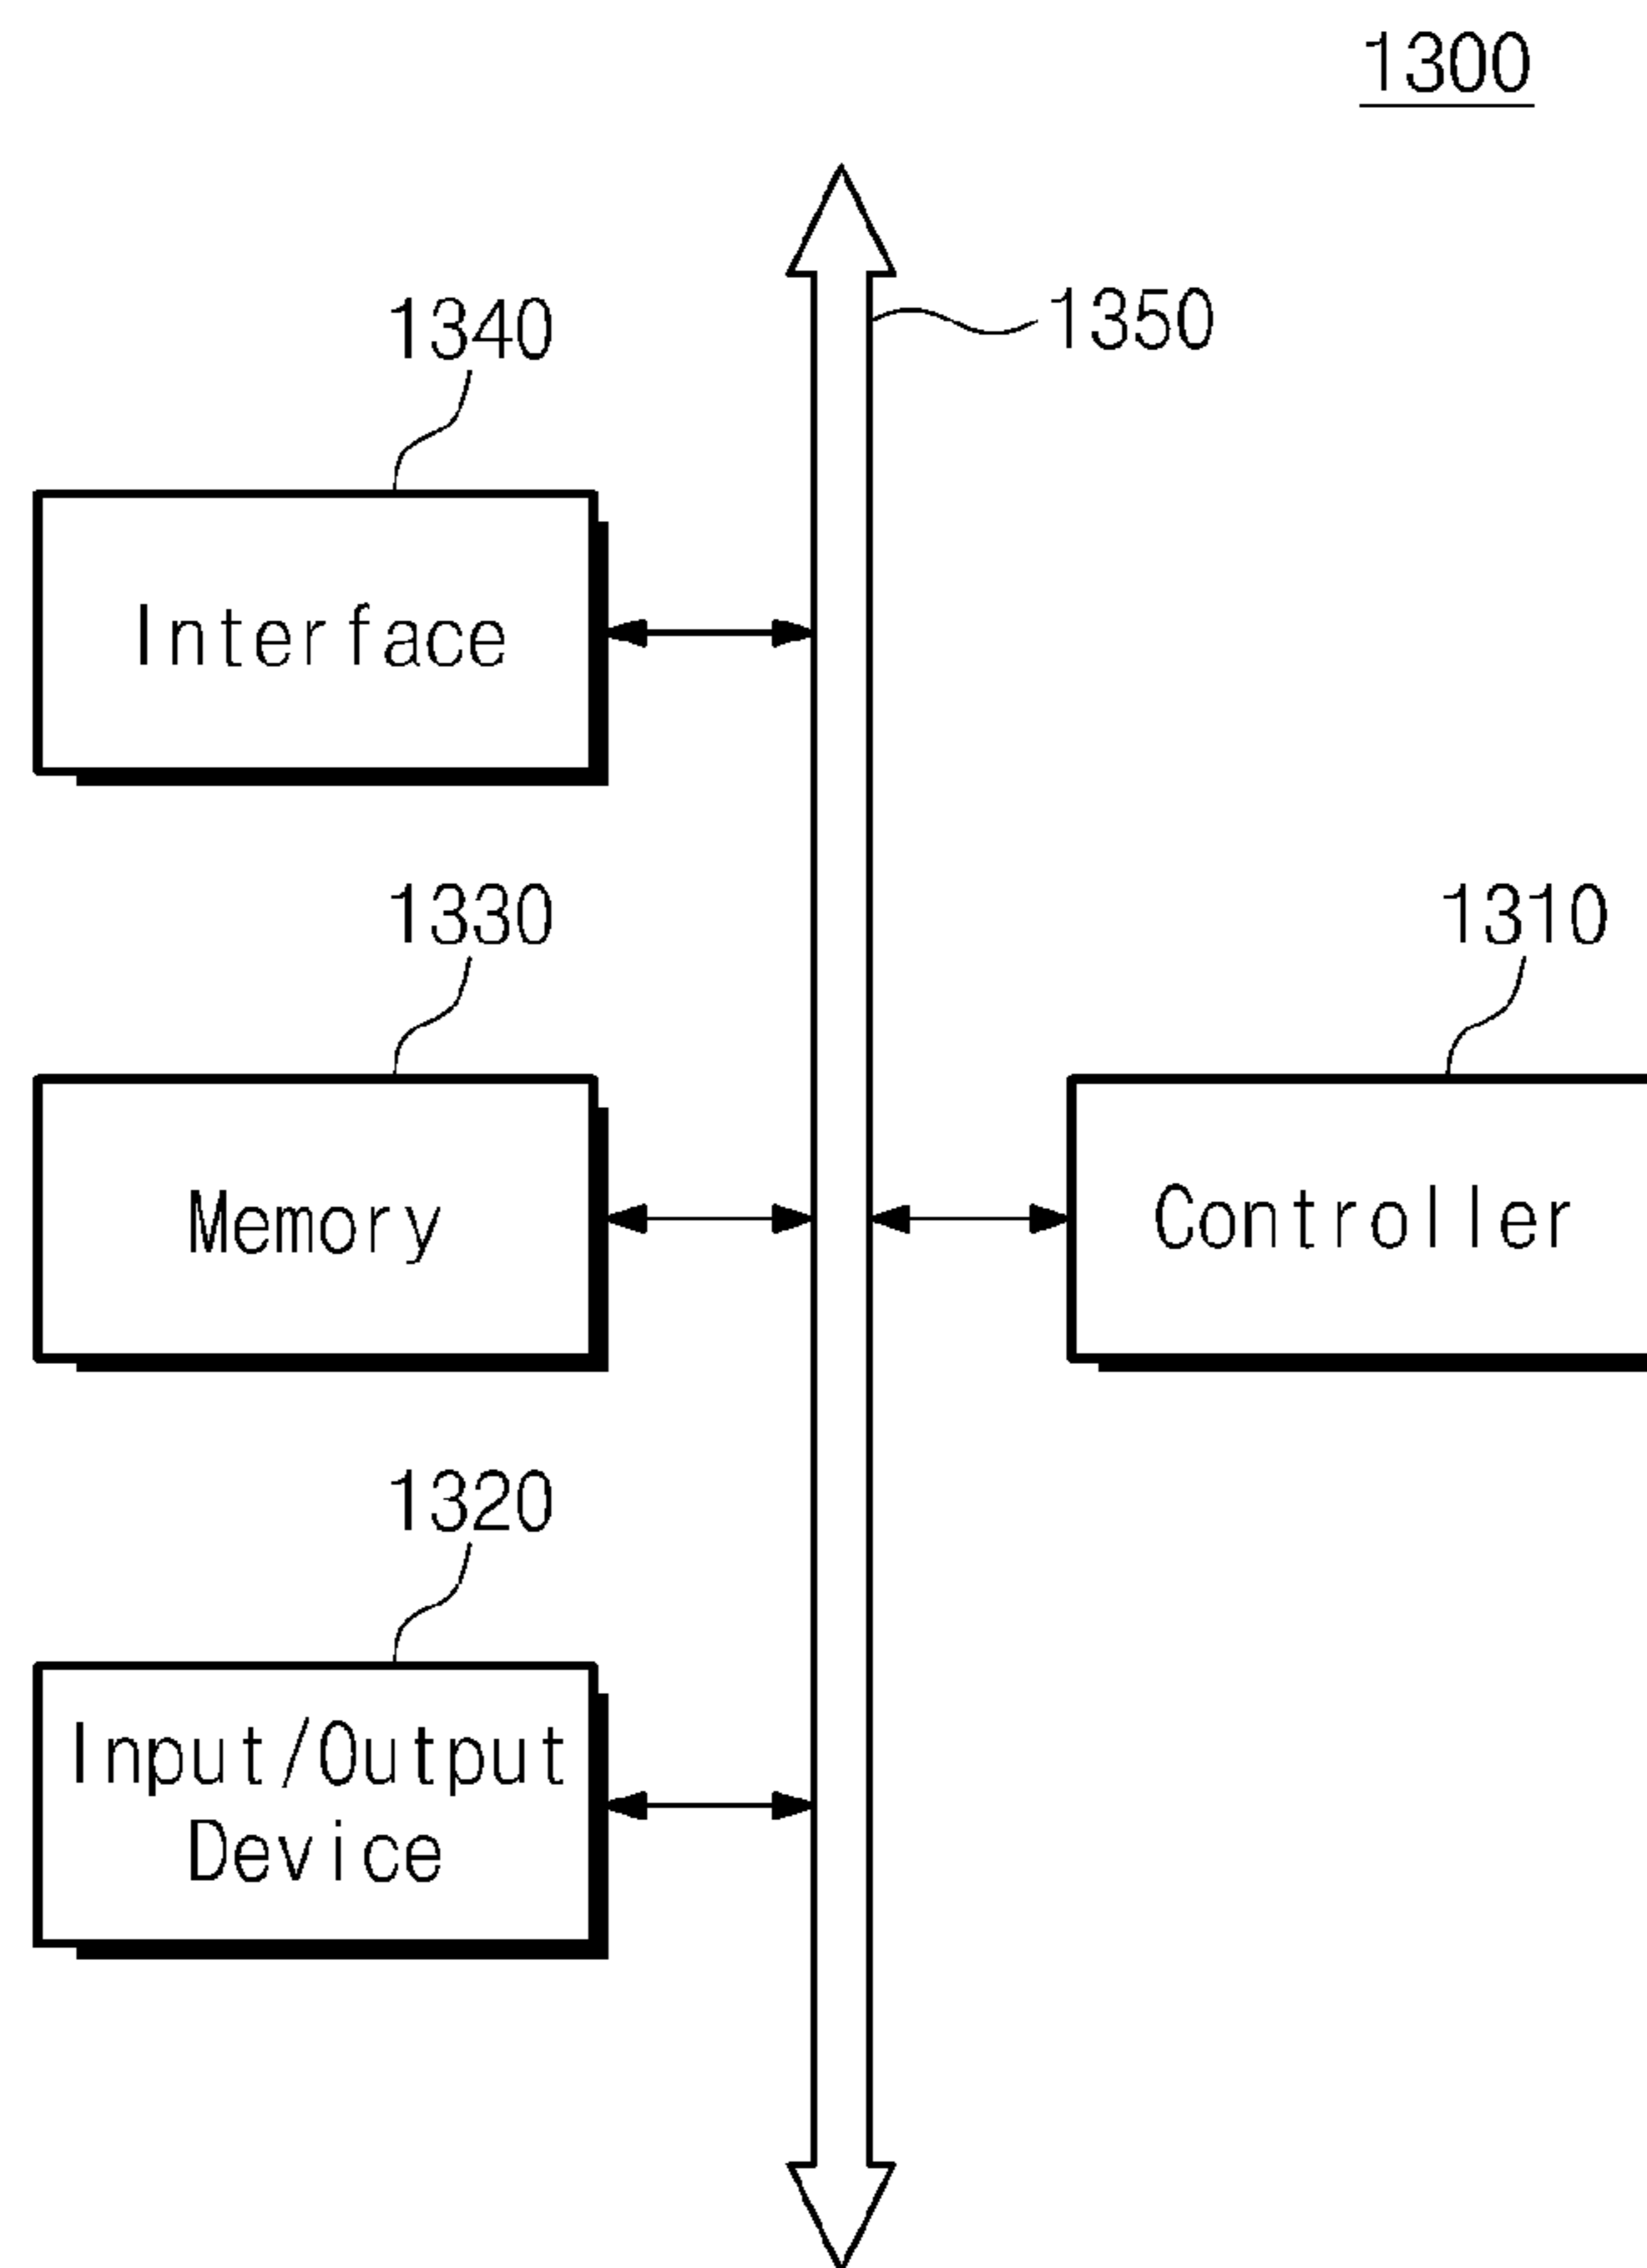 1300
1350
1340
Interface
1330
1310
Memory
Controller
1320
Input/Output
Device